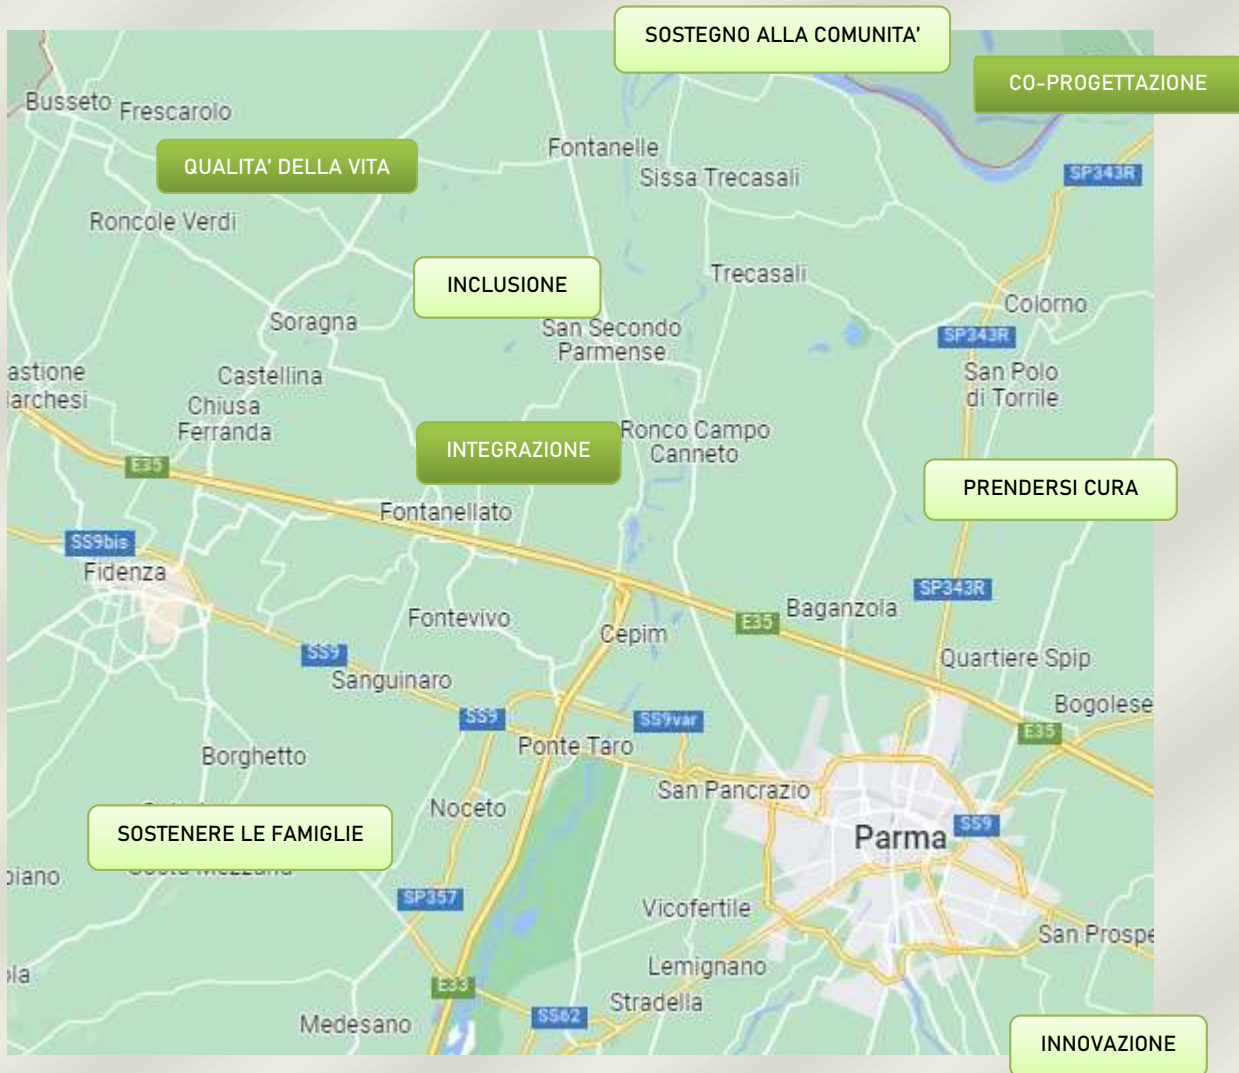 SOSTEGNO ALLA COMUNITA'
CO-PROGETTAZIONE
Busseto
Frescarolo
QUALITA' DELLA VITA
Fontanelle
Sissa Trecasali
SP343R
Roncole Verdi
INCLUSIONE
Trecasali
Colorno
Soragna
San Secondo
Parmense
SP343R
astione
larchesi
Castellina
San Polo
di Torrile
Chiusa
Ferranda
INTEGRAZIONE
Ronco Campo
Canneto
E35
PRENDERSI CURA
Fontanellato
SS9bis
Fidenza
SP343R
Baganzola
Fontevivo
Cepim
E35
SS9
Sanguinaro
Quartiere Spip
Bogolese
SS9
SS9var
E35
Borghetto
Ponte Taro
San Pancrazio
Noceto
SOSTENERE LE FAMIGLIE
Parma
SS9
piano
SP357
Vicofertile
San Prospe
Lemignano
ola
E33
Stradella
Medesano
SS62
INNOVAZIONE